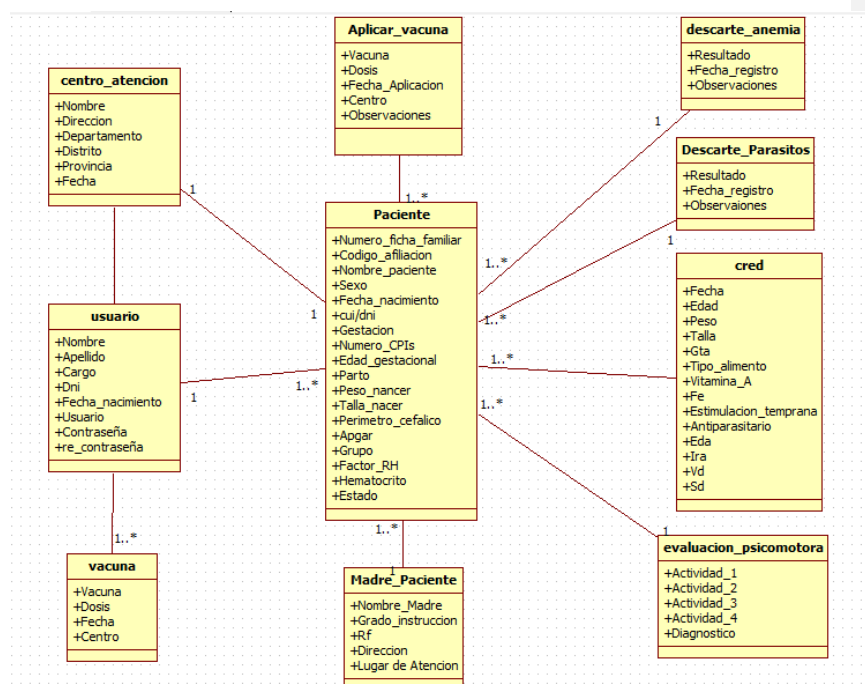 Aplicar_vacuna
+Vacuna
+Dosis
+Fecha_Aplicacion
+Centro
+Observaciones
descarte_anemia
+Resultado
+Fecha_registro
+Observaciones
centro_atencion
+Nombre
+Direccion
+Departamento
+Distrito
+Provincia
+Fecha
1
1
Descarte_Parasitos
+Resultado
+Fecha_registro
+Observaiones
1
1..*
Paciente
+Numero_ficha_familiar
+Codigo_afiliacion
+Nombre_paciente
+Sexo
+Fecha_nacimiento
+cui/dni
+Gestacion
+Numero_CPIs
+Edad_gestacional
+Parto
+Peso_nancer
+Talla_nacer
+Perimetro_cefalico
+Apgar
+Grupo
+Factor_RH
+Hematocrito
+Estado
1..*
1..*
1..*
1..*
1
1..*
1
usuario
+Nombre
+Apellido
+Cargo
+Dni
+Fecha_nacimiento
+Usuario
+Contraseña
+re_contraseña
cred
+Fecha
+Edad
+Peso
+Talla
+Gta
+Tipo_alimento
+Vitamina_A
+Fe
+Estimulacion_temprana
+Antiparasitario
+Eda
+Ira
+Vd
+Sd
1..*
vacuna
+Vacuna
+Dosis
+Fecha
+Centro
1..*
1
Madre_Paciente
+Nombre_Madre
+Grado_instruccion
+Rf
+Direccion
+Lugar de Atencion
1
evaluacion_psicomotora
+Actividad_1
+Actividad_2
+Actividad_3
+Actividad_4
+Diagnostico